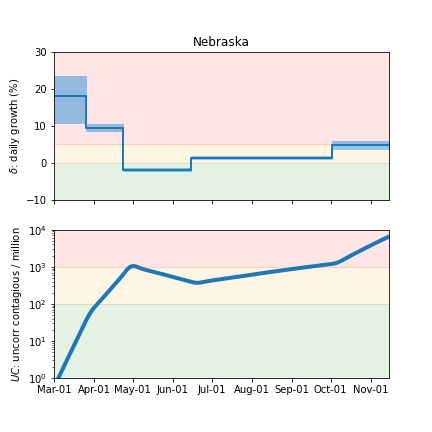 Nebraska
δ: daily growth (%)
30
20
10
0
−10
UC: uncorr contagious / million
10⁴
10³
10²
10¹
10⁰
Mar-01 Apr-01 May-01 Jun-01 Jul-01 Aug-01 Sep-01 Oct-01 Nov-01